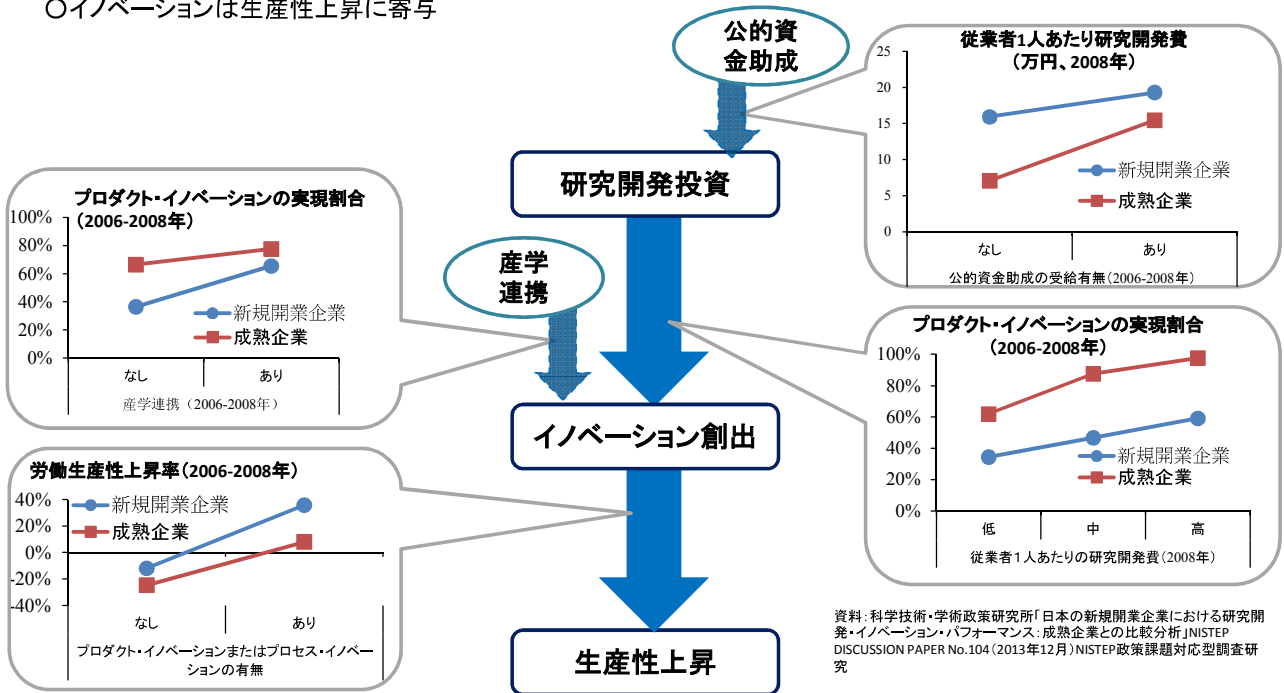 〇イノベーションは生産性上昇に寄与
公的資
金助成
従業者1人あたり研究開発費
(万円、2008年)
25
20
15
10
5
0
新規開業企業
成熟企業
なし
あり
公的資金助成の受給有無(2006-2008年)
研究開発投資
プロダクト・イノベーションの実現割合
(2006-2008年)
100%
80%
60%
40%
20%
0%
新規開業企業
成熟企業
なし
あり
産学連携(2006-2008年)
産学
連携
プロダクト・イノベーションの実現割合
(2006-2008年)
100%
80%
60%
40%
20%
0%
新規開業企業
成熟企業
低
中
高
従業者1人あたりの研究開発費(2008年)
イノベーション創出
労働生産性上昇率(2006-2008年)
40%
20%
0%
-20%
-40%
新規開業企業
成熟企業
なし
あり
プロダクト・イノベーションまたはプロセス・イノベー
ションの有無
生産性上昇
資料:科学技術・学術政策研究所「日本の新規開業企業における研究開
発・イノベーション・パフォーマンス:成熟企業との比較分析」NISTEP
DISCUSSION PAPER No.104(2013年12月)NISTEP政策課題対応型調査研
究